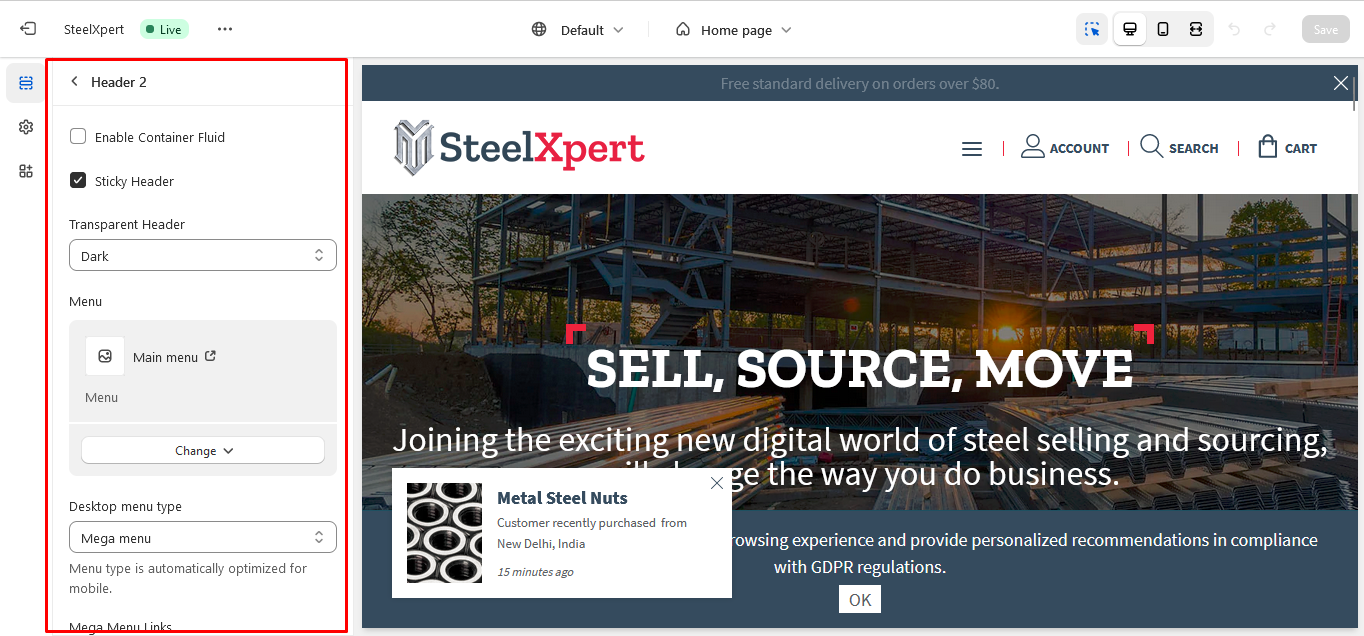 SteelXpert
Live
Default
Home page
Save
Header 2
Enable Container Fluid
Sticky Header
Transparent Header
Dark
Menu
Main menu
Menu
Change
Desktop menu type
Mega menu
Menu type is automatically optimized for
mobile.
Mega Menu Links
Free standard delivery on orders over $80.
SteelXpert
ACCOUNT
SEARCH
CART
SELL, SOURCE, MOVE
Joining the exciting new digital world of steel selling and sourcing,
the way you do business.
Metal Steel Nuts
Customer recently purchased from
New Delhi, India
15 minutes ago
rowsing experience and provide personalized recommendations in compliance
with GDPR regulations.
OK